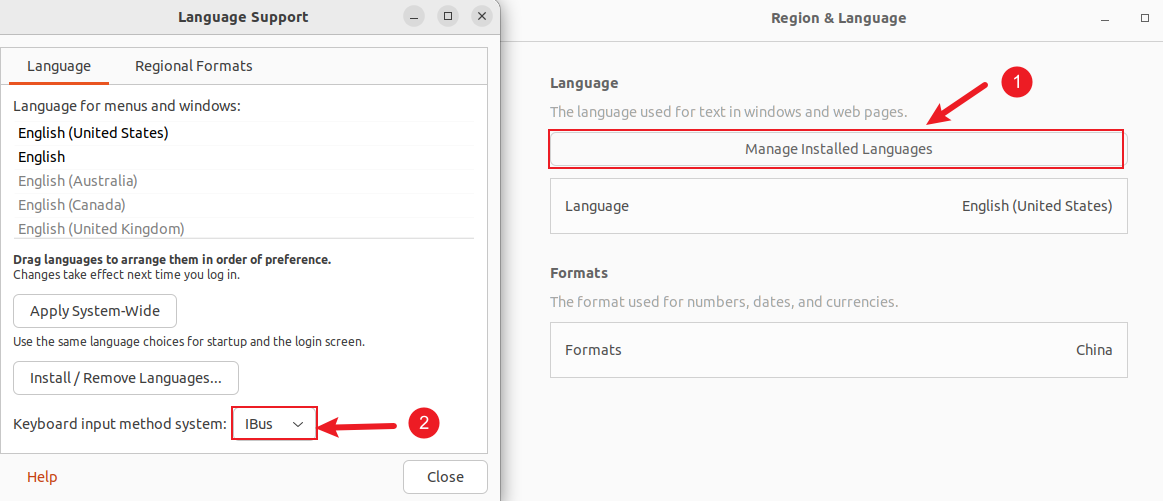 Language Support
Language
Regional Formats
Language for menus and windows:
English (United States)
English
English (Australia)
English (Canada)
English (United Kingdom)
Drag languages to arrange them in order of preference.
Changes take effect next time you log in.
Apply System-Wide
Use the same language choices for startup and the login screen.
Install / Remove Languages...
Keyboard input method system: IBus
2
Help
Close
Region & Language
Language
1
The language used for text in windows and web pages.
Manage Installed Languages
Language English (United States)
Formats
The format used for numbers, dates, and currencies.
Formats China